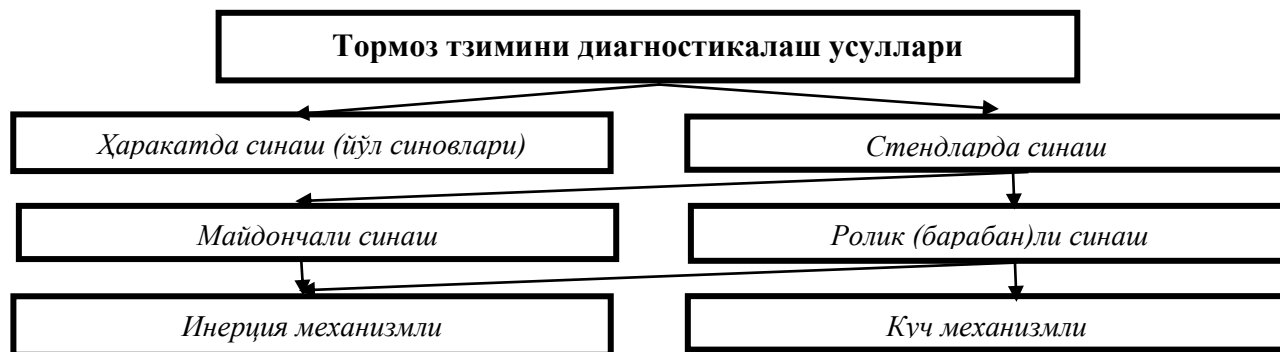 Тормоз тзимини диагностикалаш усуллари
Ҳаракатда синаш (йўл синовлари)
Стендларда синаш
Майдончали синаш
Ролик (барабан)ли синаш
Инерция механизмли
Куч механизмли